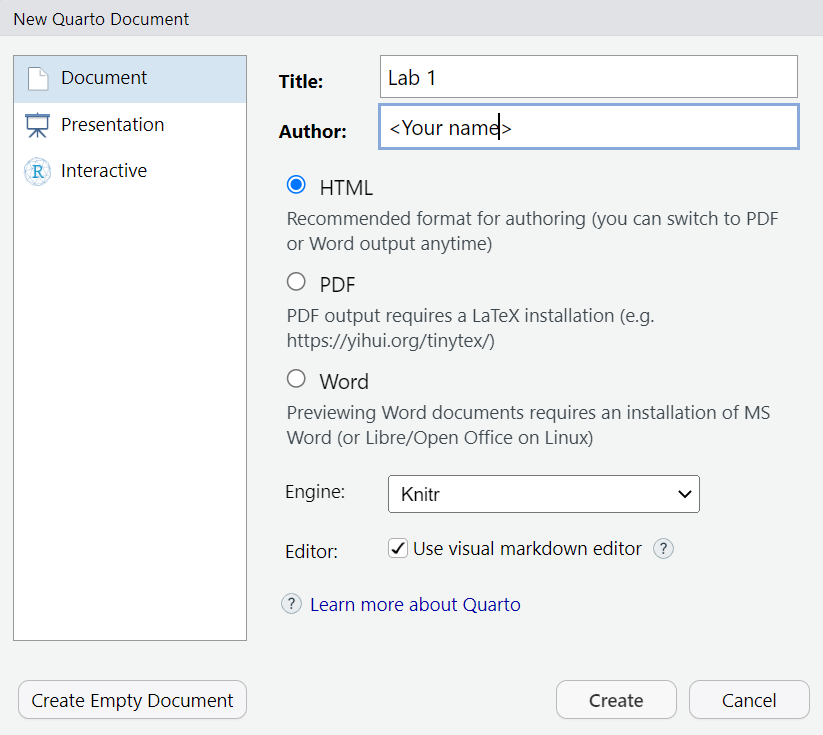 New Quarto Document
Document
Presentation
R Interactive
Title: Lab 1
Author: <Your name>
HTML
Recommended format for authoring (you can switch to PDF
or Word output anytime)
PDF
PDF output requires a LaTeX installation (e.g.
https://yihui.org/tinytex/)
Word
Previewing Word documents requires an installation of MS
Word (or Libre/Open Office on Linux)
Engine: Knitr
Editor: Use visual markdown editor ?
? Learn more about Quarto
Create Empty Document Create Cancel